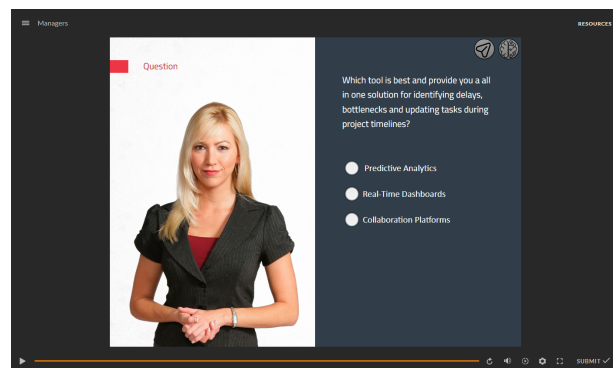 Managers
RESOURCES
Question
Which tool is best and provide you a all
in one solution for identifying delays,
bottlenecks and updating tasks during
project timelines?
Predictive Analytics
Real-Time Dashboards
Collaboration Platforms
SUBMIT